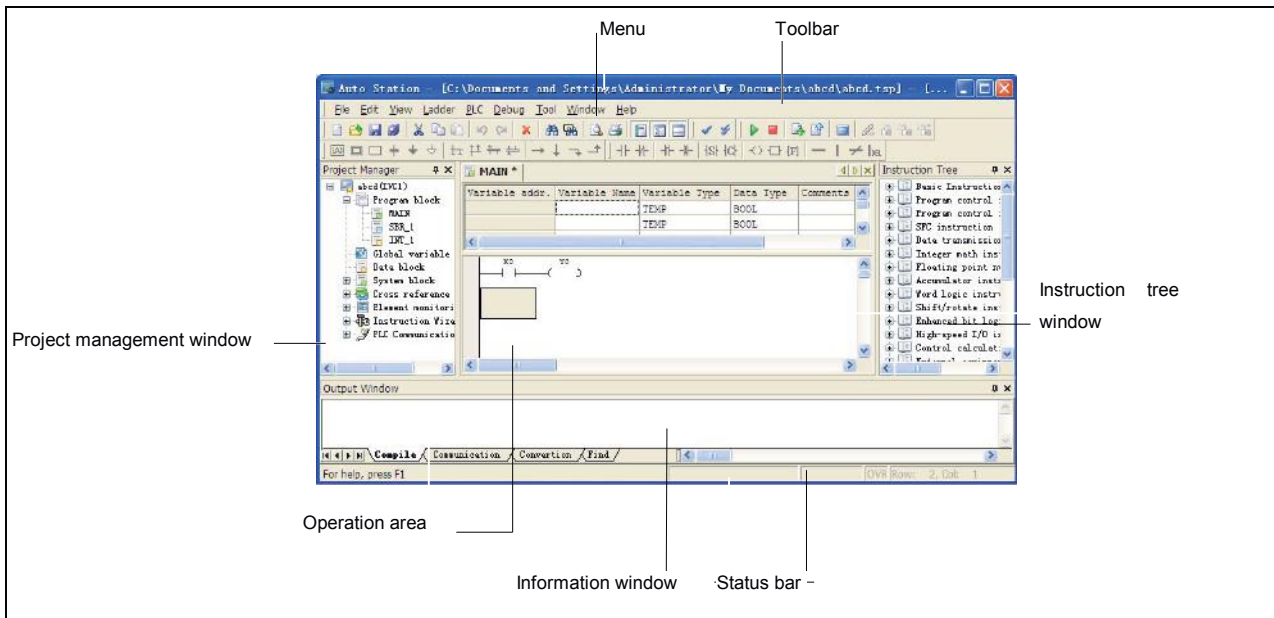 Menu Toolbar
Auto Station - [C:\Documents and Settings\Administrator\My Documents\abcd\abcd.tsp] - [...
File Edit View Ladder PLC Debug Tool Window Help
Project Manager
abcd(IVC1)
Program block
MAIN
SBR_1
INT_1
Global variable
Data block
System block
Cross reference
Element monitori
Instruction Wiza
PLC Communicatio
MAIN *
Variable addr. Variable Name Variable Type Data Type Comments
TEMP BOOL
TEMP BOOL
X0 Y0
Instruction Tree
Basic Instruction
Program control
Program control
SFC instruction
Data transmission
Integer math ins
Floating point m
Accumulator inst
Word Logic instr
Shift/rotate ins
Enhanced bit log
High-speed I/O i
Control calculat
Instruction tree
window
Project management window
Output Window
Compile Communication Convertion Find
For help, press F1
OVR Row: 2, Col: 1
Operation area
Information window Status bar